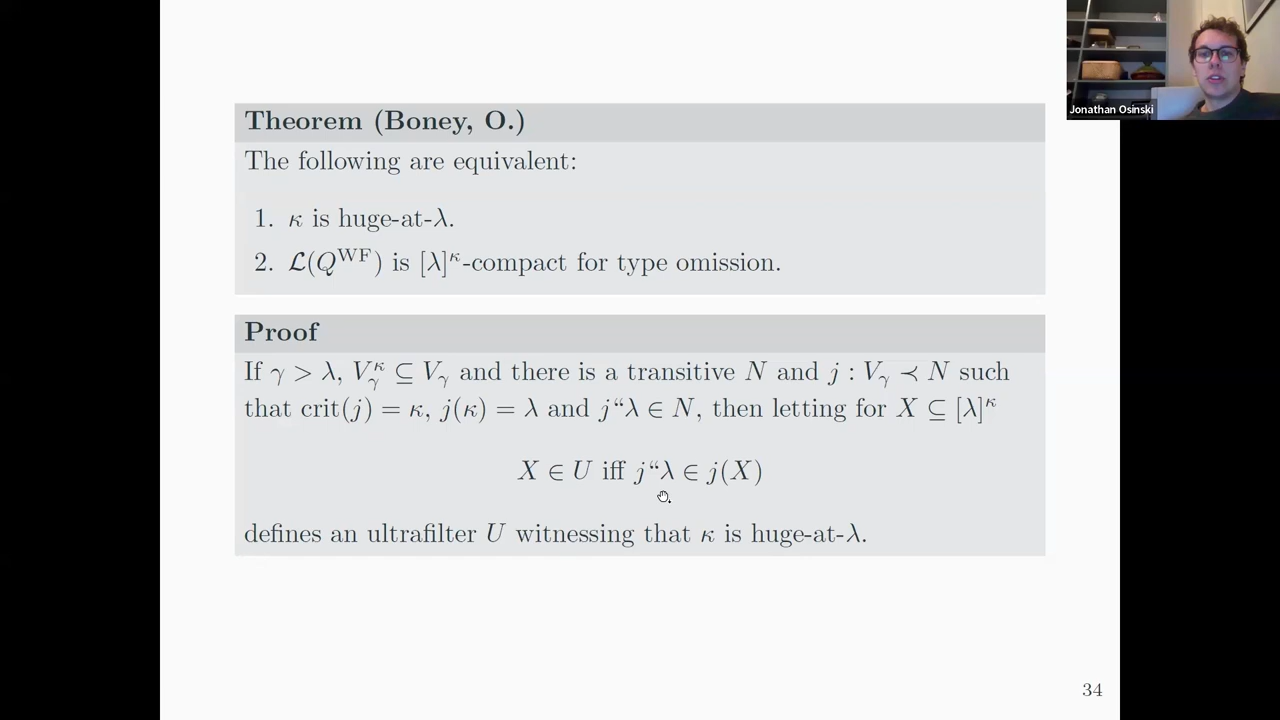 Jonathan Osinski
Theorem (Boney, O.)
The following are equivalent:
1. κ is huge-at-λ.
2. ℒ(Q^WF) is [λ]^κ-compact for type omission.
Proof
If γ > λ, V_γ^κ ⊆ V_γ and there is a transitive N and j : V_γ ≺ N such
that crit(j) = κ, j(κ) = λ and j“λ ∈ N, then letting for X ⊆ [λ]^κ
X ∈ U iff j“λ ∈ j(X)
defines an ultrafilter U witnessing that κ is huge-at-λ.
34